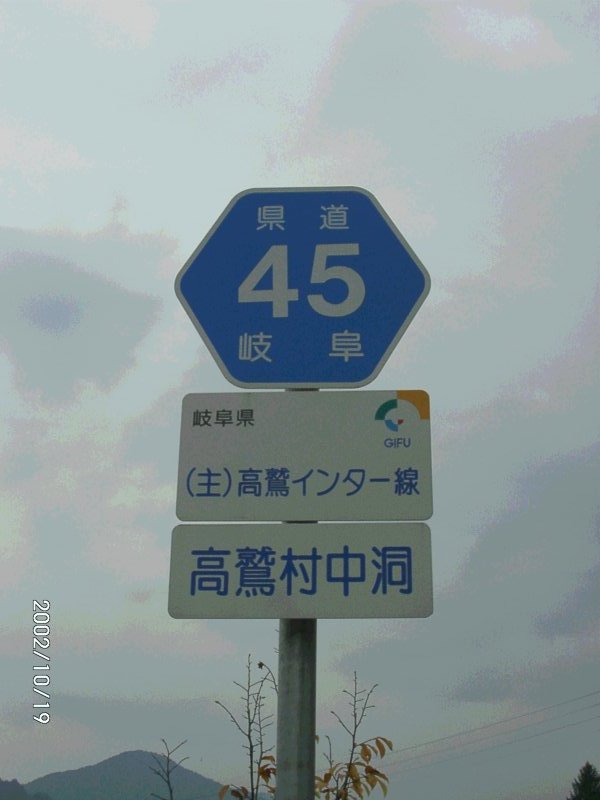 県 道
45
岐 阜
岐阜県
GIFU
(主)高鷲インター線
高鷲村中洞
2002/10/19